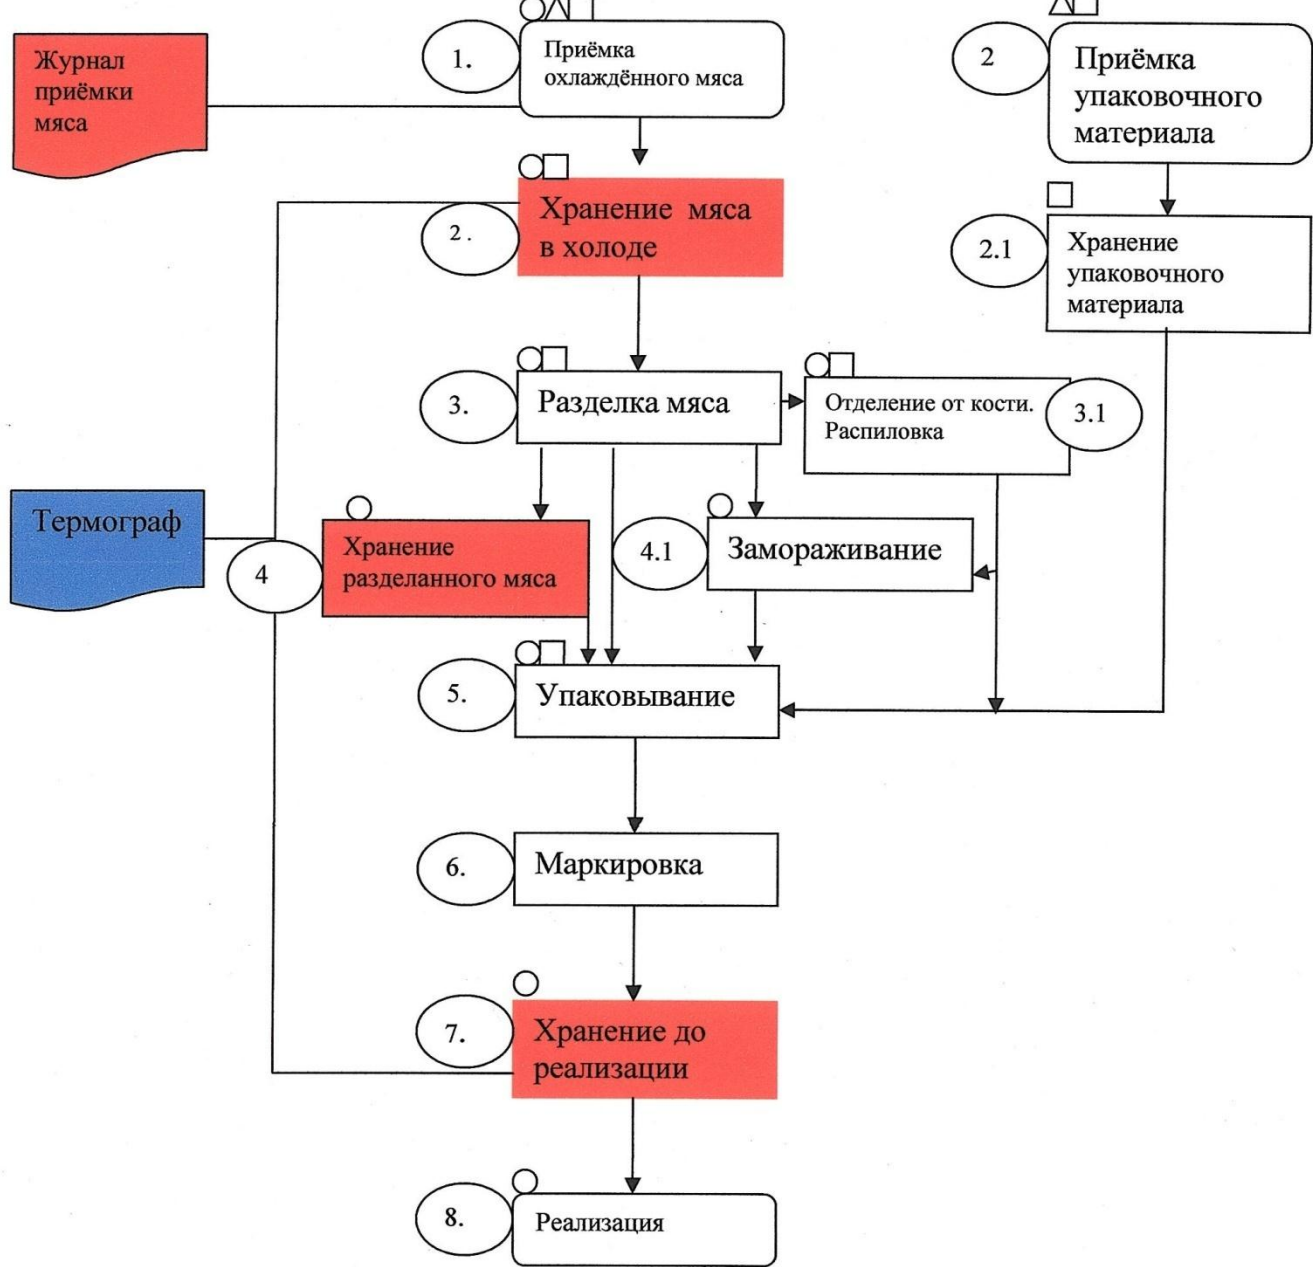 1.
Приёмка
охлаждённого мяса
2
Приёмка
упаковочного
материала
Журнал
приёмки
мяса
2.
Хранение мяса
в холоде
2.1
Хранение
упаковочного
материала
3.
Разделка мяса
Отделение от кости.
Распиловка
3.1
Термограф
4
Хранение
разделанного мяса
4.1
Замораживание
5.
Упаковывание
6.
Маркировка
7.
Хранение до
реализации
8.
Реализация